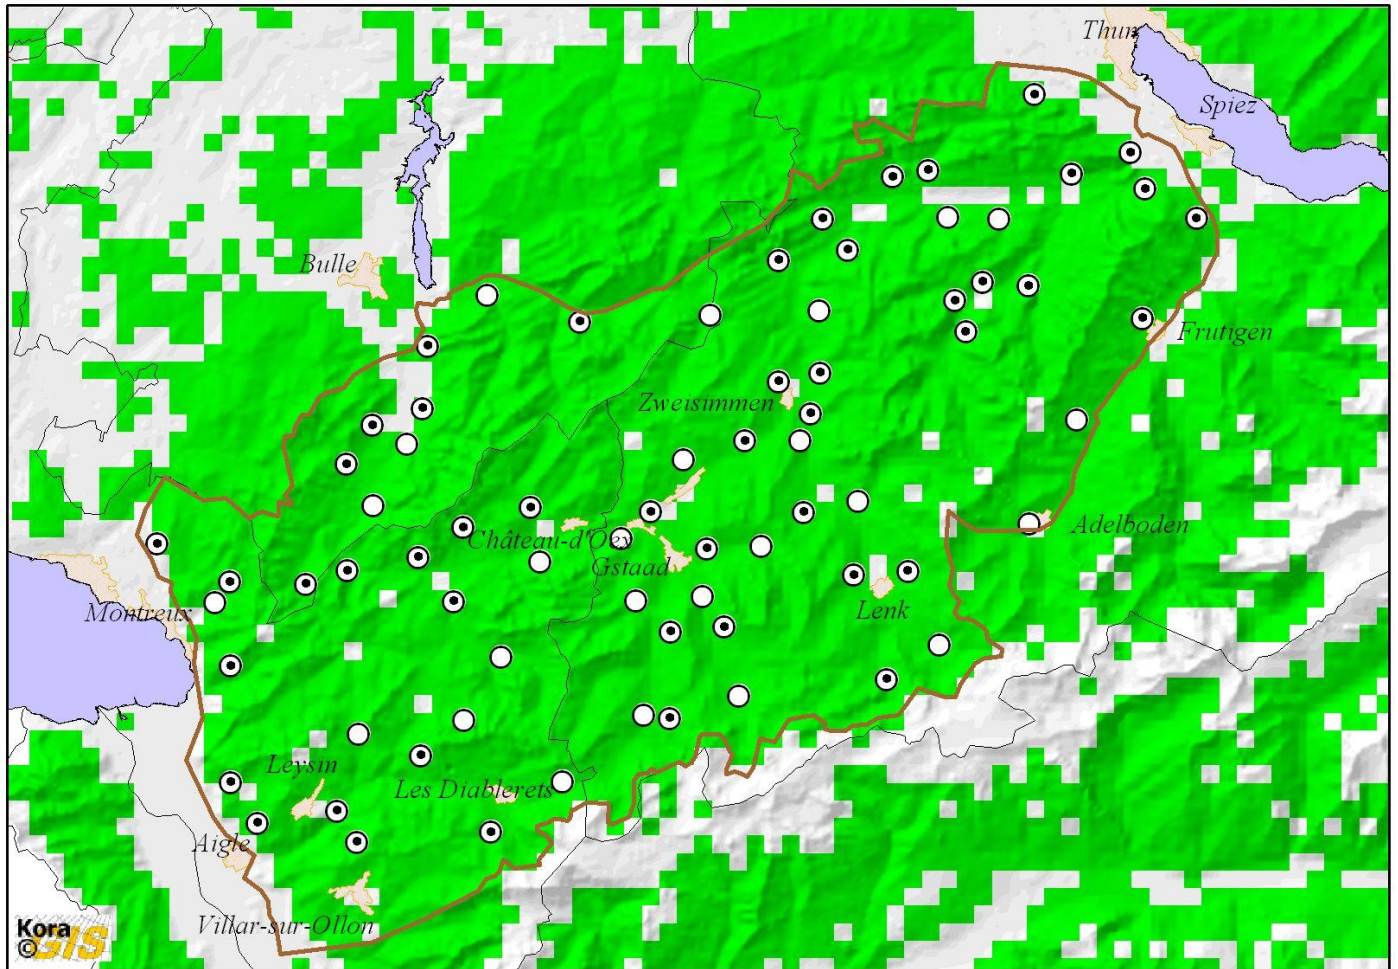 Thun
Spiez
Bulle
Frutigen
Zweisimmen
Adelboden
Château-d'Oex
Gstaad
Lenk
Montreux
Leysin
Les Diablerets
Aigle
Villar-sur-Ollon
Kora
© GIS